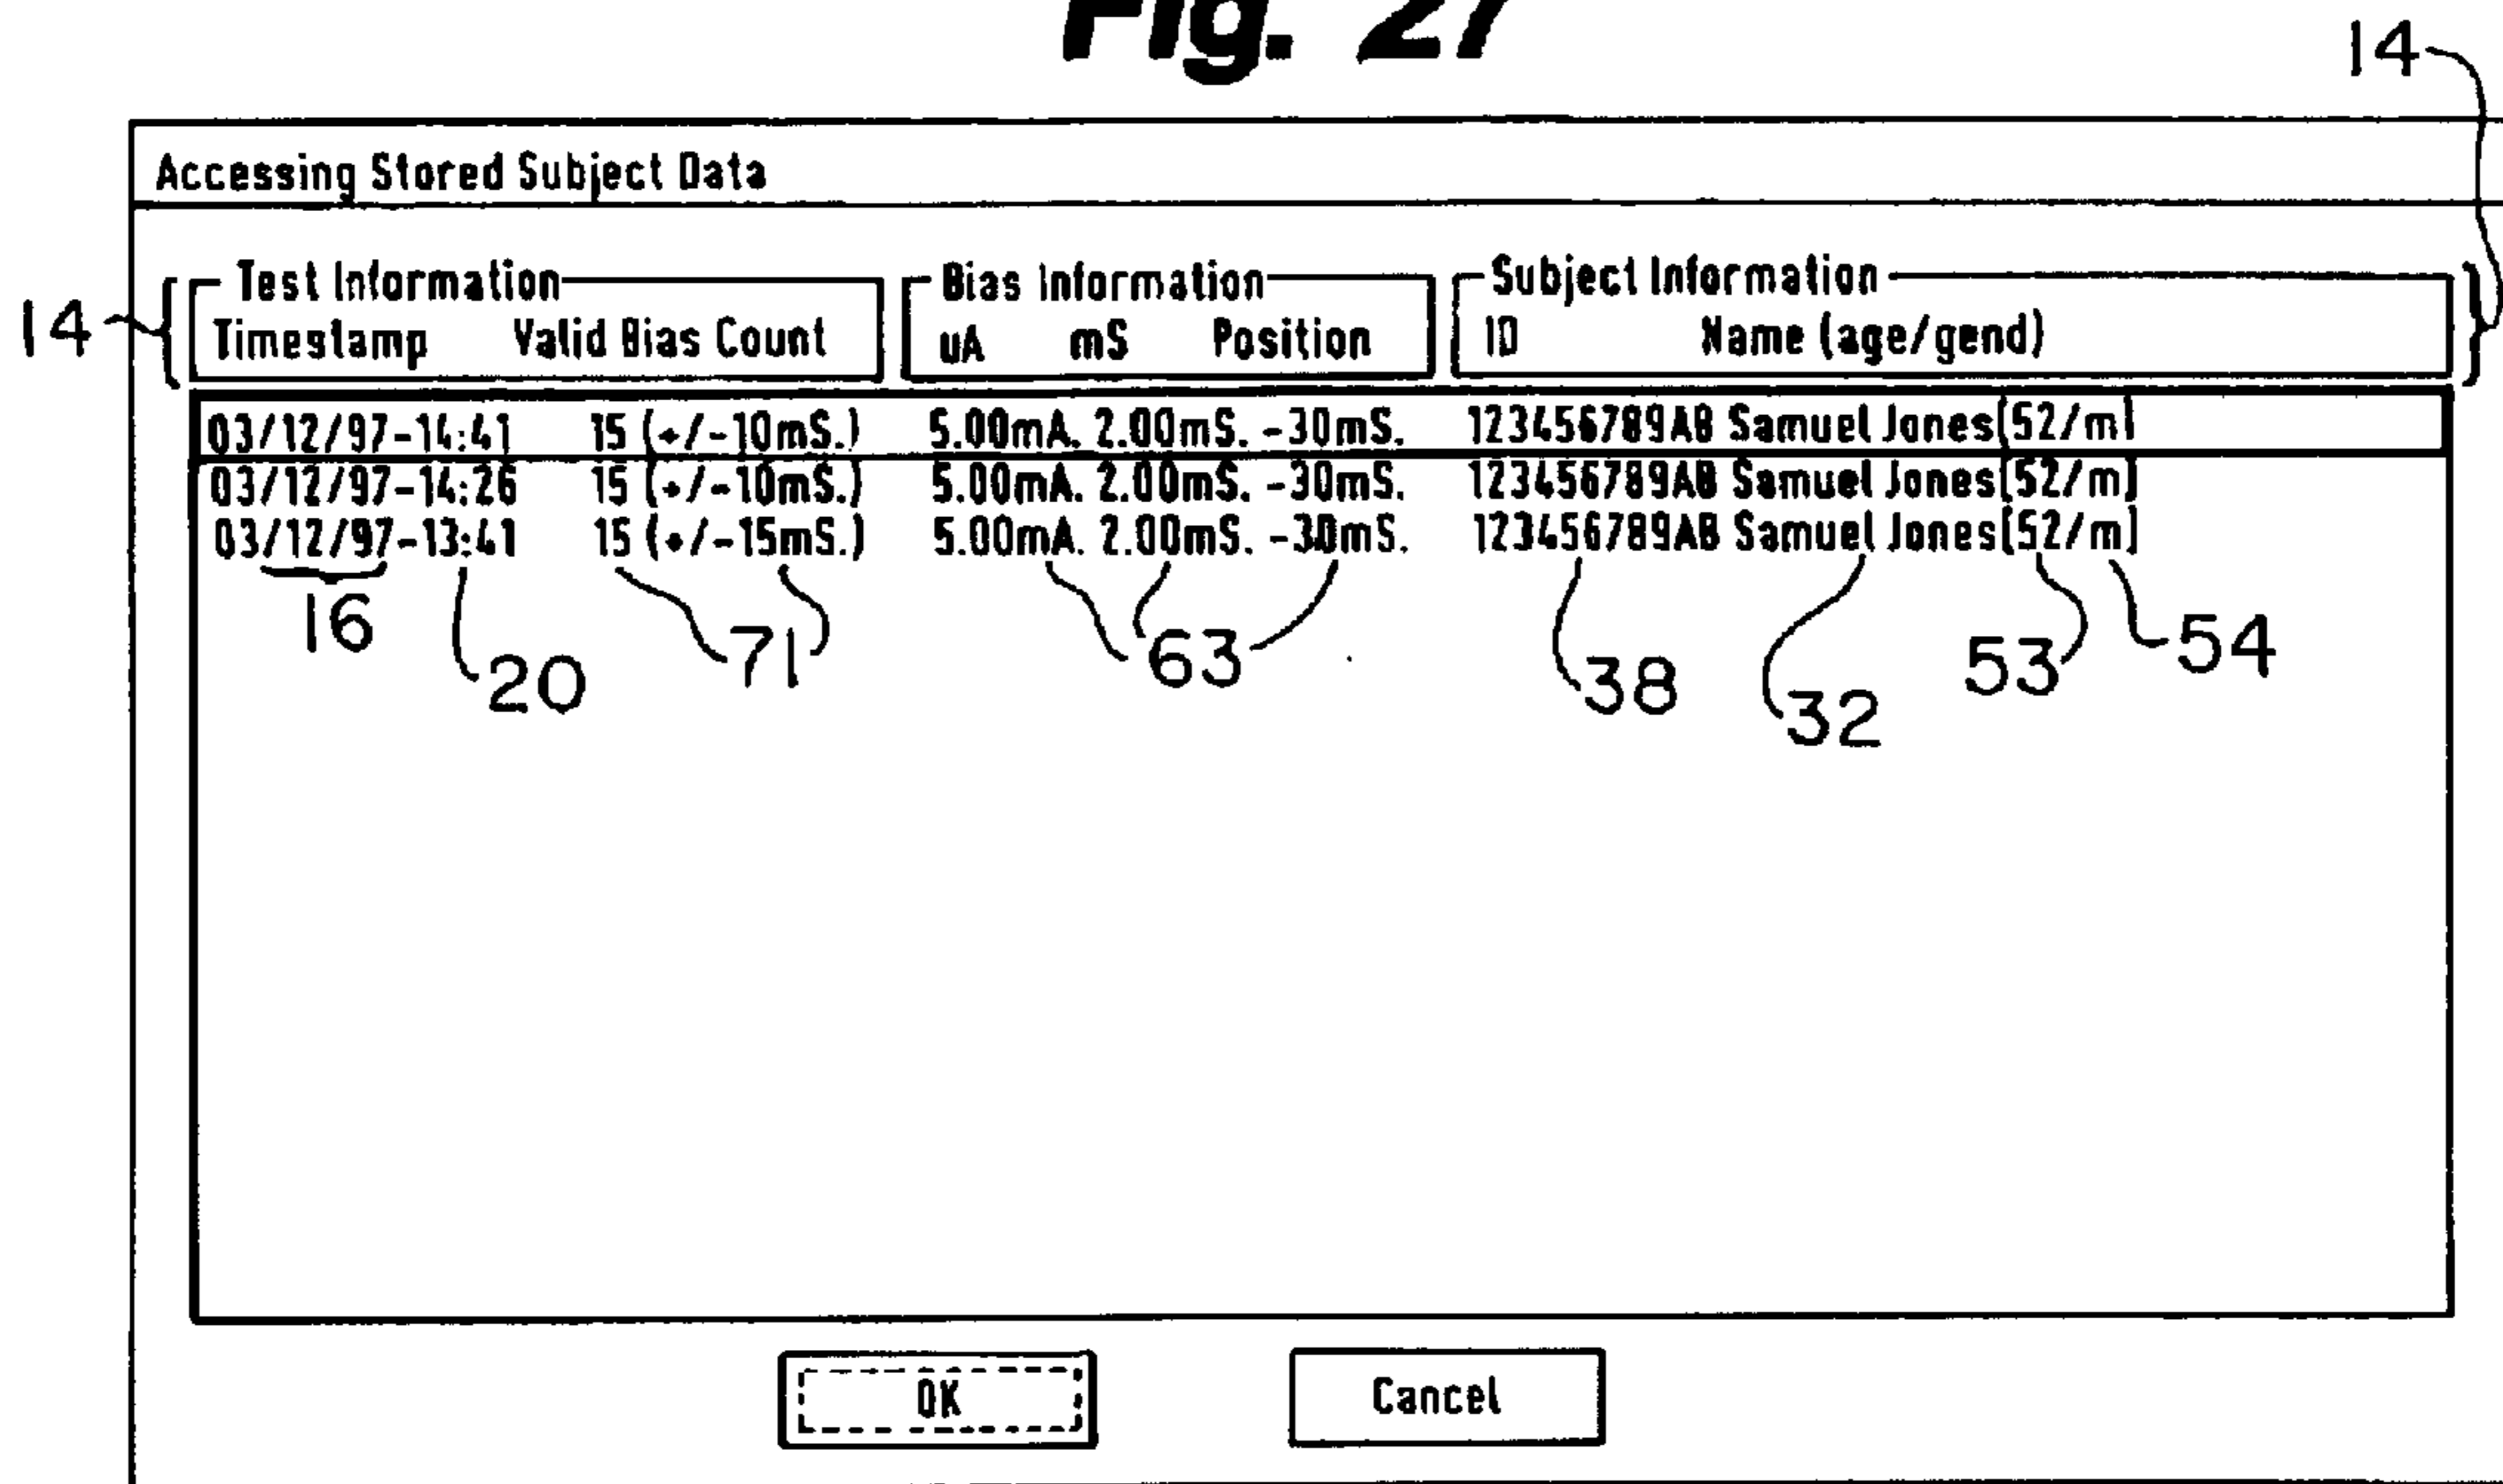 Fig. 27
14
Accessing Stored Subject Data
Test Information Bias Information Subject Information
14 Timestamp Valid Bias Count uA mS Position ID Name (age/gend)
03/12/97-14:41 15 (+/-10mS.) 5.00mA. 2.00mS. -30mS. 123456789AB Samuel Jones[52/m]
03/12/97-14:26 15 (+/-10mS.) 5.00mA. 2.00mS. -30mS. 123456789AB Samuel Jones[52/m]
03/12/97-13:41 15 (+/-15mS.) 5.00mA. 2.00mS. -30mS. 123456789AB Samuel Jones[52/m]
16 20 71 63 38 32 53 54
OK Cancel